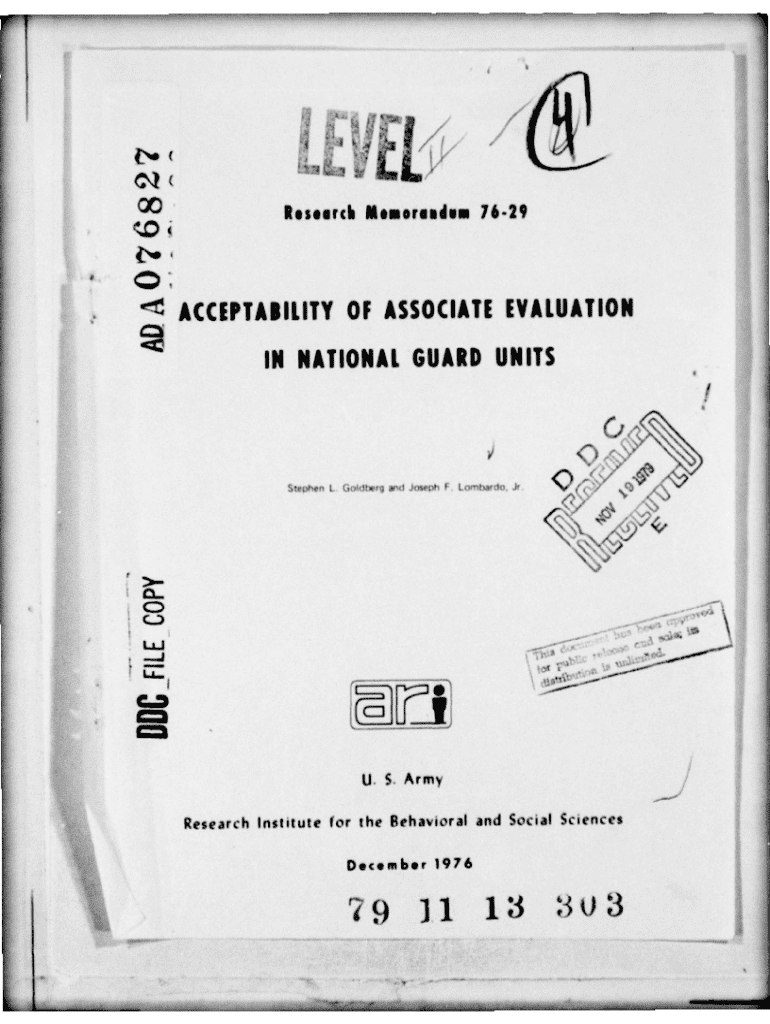 LEVEL II
4
Research Memorandum 76-29
AD A076827
ACCEPTABILITY OF ASSOCIATE EVALUATION
IN NATIONAL GUARD UNITS
Stephen L. Goldberg and Joseph F. Lombardo, Jr.
DDC
RECEIVED
NOV 19 1979
E
DDC FILE COPY
This document has been approved
for public release and sale; its
distribution is unlimited.
ari
U. S. Army
Research Institute for the Behavioral and Social Sciences
December 1976
79 11 13 303